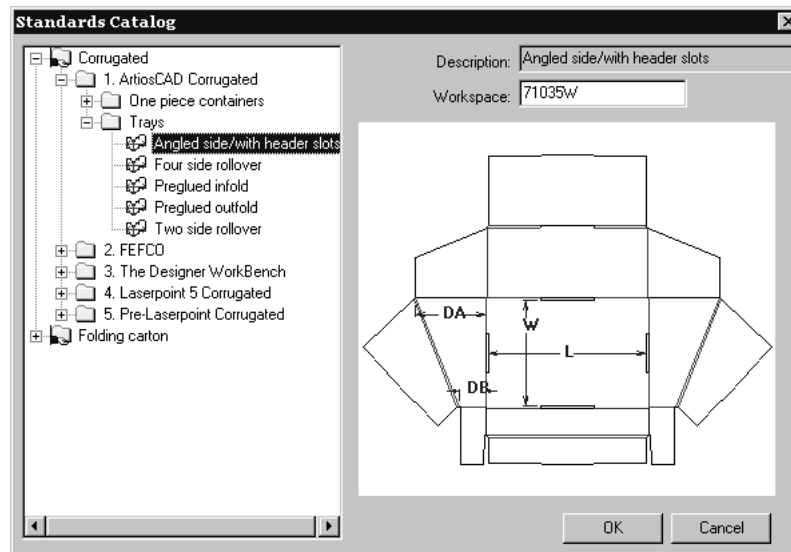 Standards Catalog
Corrugated
1. ArtiosCAD Corrugated
One piece containers
Trays
Angled side/with header slots
Four side rollover
Preglued infold
Preglued outfold
Two side rollover
2. FEFCO
3. The Designer WorkBench
4. Laserpoint 5 Corrugated
5. Pre-Laserpoint Corrugated
Folding carton
Description: Angled side/with header slots
Workspace: 71035W
DA
W
L
DB
OK Cancel